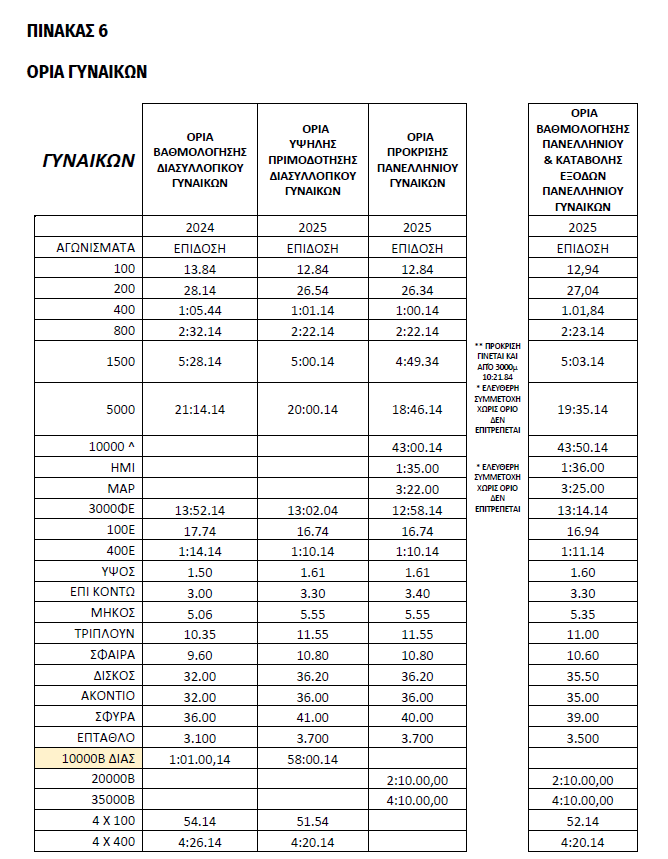 ΠΙΝΑΚΑΣ 6
ΟΡΙΑ ΓΥΝΑΙΚΩΝ
ΓΥΝΑΙΚΩΝ
ΟΡΙΑ
ΒΑΘΜΟΛΟΓΗΣΗΣ
ΔΙΑΣΥΛΛΟΓΙΚΟΥ
ΓΥΝΑΙΚΩΝ
ΟΡΙΑ
ΥΨΗΛΗΣ
ΠΡΙΜΟΔΟΤΗΣΗΣ
ΔΙΑΣΥΛΛΟΓΙΚΟΥ
ΓΥΝΑΙΚΩΝ
ΟΡΙΑ
ΠΡΟΚΡΙΣΗΣ
ΠΑΝΕΛΛΗΝΙΟΥ
ΓΥΝΑΙΚΩΝ
ΟΡΙΑ
ΒΑΘΜΟΛΟΓΗΣΗΣ
ΠΑΝΕΛΛΗΝΙΟΥ
& ΚΑΤΑΒΟΛΗΣ
ΕΞΟΔΩΝ
ΠΑΝΕΛΛΗΝΙΟΥ
ΓΥΝΑΙΚΩΝ
2024 2025 2025 2025
ΑΓΩΝΙΣΜΑΤΑ ΕΠΙΔΟΣΗ ΕΠΙΔΟΣΗ ΕΠΙΔΟΣΗ ΕΠΙΔΟΣΗ
100 13.84 12.84 12.84 12,94
200 28.14 26.54 26.34 27,04
400 1:05.44 1:01.14 1:00.14 1.01,84
800 2:32.14 2:22.14 2:22.14 2:23.14
1500 5:28.14 5:00.14 4:49.34 5:03.14
** ΠΡΟΚΡΙΣΗ
ΓΙΝΕΤΑΙ ΚΑΙ
ΑΠΌ 3000μ
10:21.84
* ΕΛΕΥΘΕΡΗ
ΣΥΜΜΕΤΟΧΗ
ΧΩΡΙΣ ΟΡΙΟ
ΔΕΝ
ΕΠΙΤΡΕΠΕΤΑΙ
5000 21:14.14 20:00.14 18:46.14 19:35.14
10000 ^ 43:00.14 43:50.14
ΗΜΙ 1:35.00 1:36.00
ΜΑΡ 3:22.00 3:25.00
* ΕΛΕΥΘΕΡΗ
ΣΥΜΜΕΤΟΧΗ
ΧΩΡΙΣ ΟΡΙΟ
ΔΕΝ
ΕΠΙΤΡΕΠΕΤΑΙ
3000ΦΕ 13:52.14 13:02.04 12:58.14 13:14.14
100Ε 17.74 16.74 16.74 16.94
400Ε 1:14.14 1:10.14 1:10.14 1:11.14
ΥΨΟΣ 1.50 1.61 1.61 1.60
ΕΠΙ ΚΟΝΤΩ 3.00 3.30 3.40 3.30
ΜΗΚΟΣ 5.06 5.55 5.55 5.35
ΤΡΙΠΛΟΥΝ 10.35 11.55 11.55 11.00
ΣΦΑΙΡΑ 9.60 10.80 10.80 10.60
ΔΙΣΚΟΣ 32.00 36.20 36.20 35.50
ΑΚΟΝΤΙΟ 32.00 36.00 36.00 35.00
ΣΦΥΡΑ 36.00 41.00 40.00 39.00
ΕΠΤΑΘΛΟ 3.100 3.700 3.700 3.500
10000Β ΔΙΑΣ 1:01.00,14 58:00.14
20000Β 2:10.00,00 2:10.00,00
35000Β 4:10.00,00 4:10.00,00
4 Χ 100 54.14 51.54 52.14
4 Χ 400 4:26.14 4:20.14 4:20.14